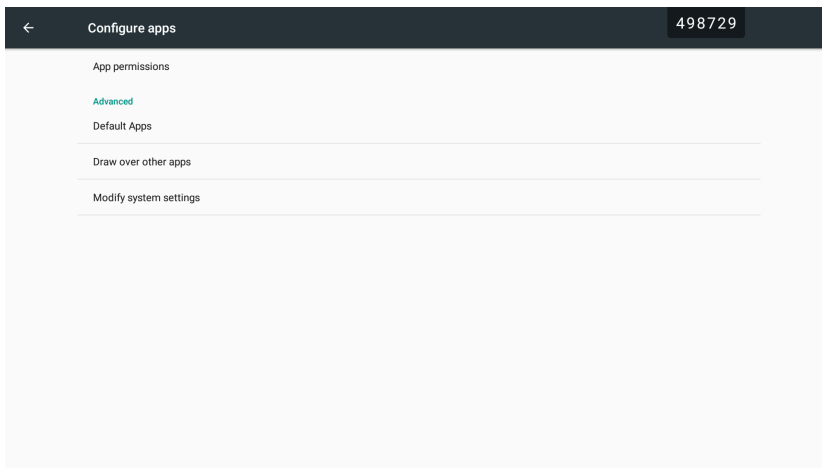 Configure apps
498729
App permissions
Advanced
Default Apps
Draw over other apps
Modify system settings